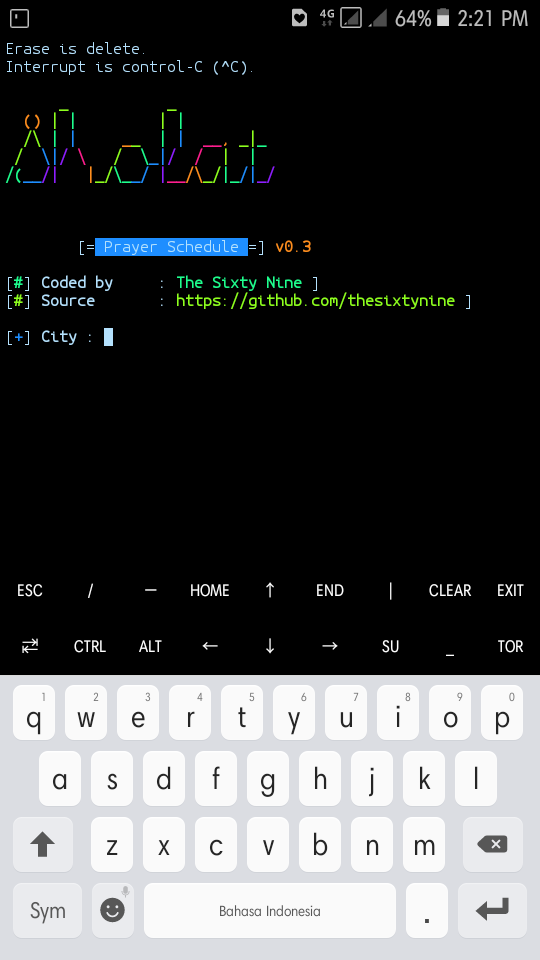 4G 64% 2:21 PM
Erase is delete.
Interrupt is control-C (^C).
[= Prayer Schedule =] v0.3
[#] Coded by : The Sixty Nine ]
[#] Source : https://github.com/thesixtynine ]
[+] City :
ESC / — HOME ↑ END | CLEAR EXIT
⇄ CTRL ALT ← ↓ → SU _ TOR
1 2 3 4 5 6 7 8 9 0
q w e r t y u i o p
a s d f g h j k l
z x c v b n m
Sym Bahasa Indonesia .